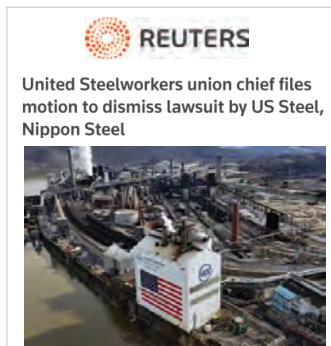 REUTERS
United Steelworkers union chief files
motion to dismiss lawsuit by US Steel,
Nippon Steel